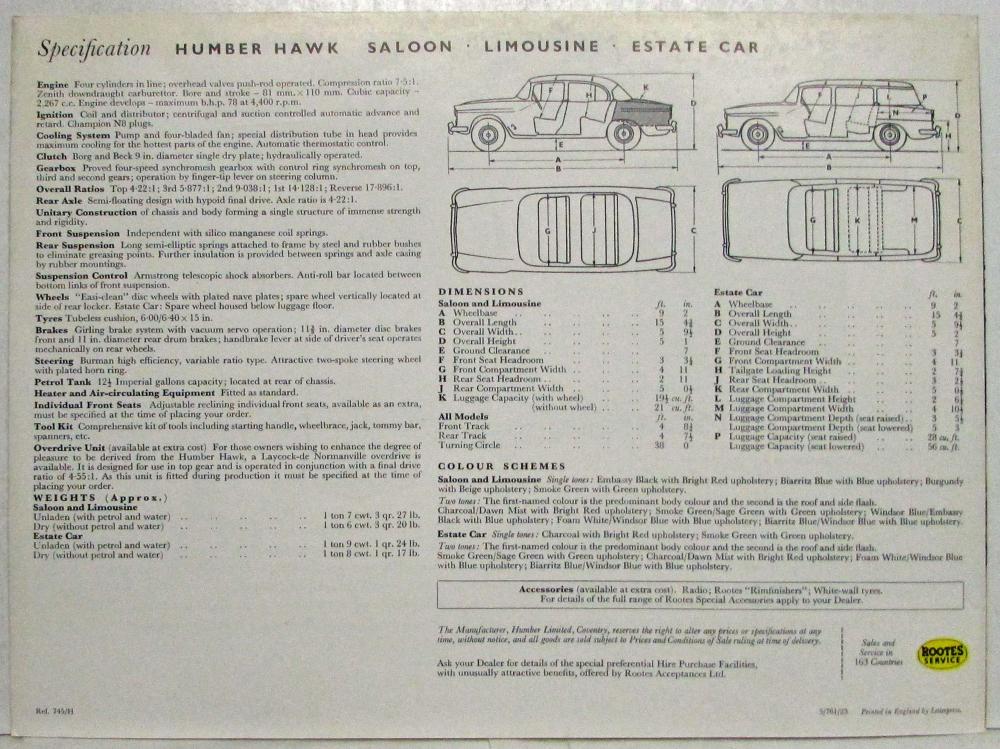 Specification HUMBER HAWK SALOON · LIMOUSINE · ESTATE CAR
Engine Four cylinders in line; overhead valves push-rod operated. Compression ratio 7·5:1.
Zenith downdraught carburettor. Bore and stroke – 81 mm. × 110 mm. Cubic capacity –
2,267 c.c. Engine develops – maximum b.h.p. 78 at 4,400 r.p.m.
Ignition Coil and distributor; centrifugal and suction controlled automatic advance and
retard. Champion N8 plugs.
Cooling System Pump and four-bladed fan; special distribution tube in head provides
maximum cooling for the hottest parts of the engine. Automatic thermostatic control.
Clutch Borg and Beck 9 in. diameter single dry plate; hydraulically operated.
Gearbox Proved four-speed synchromesh gearbox with control ring synchromesh on top,
third and second gears; operation by finger-tip lever on steering column.
Overall Ratios Top 4·22:1; 3rd 5·877:1; 2nd 9·038:1; 1st 14·128:1; Reverse 17·896:1.
Rear Axle Semi-floating design with hypoid final drive. Axle ratio is 4·22:1.
Unitary Construction of chassis and body forming a single structure of immense strength
and rigidity.
Front Suspension Independent with silico manganese coil springs.
Rear Suspension Long semi-elliptic springs attached to frame by steel and rubber bushes
to eliminate greasing points. Further insulation is provided between springs and axle casing
by rubber mountings.
Suspension Control Armstrong telescopic shock absorbers. Anti-roll bar located between
bottom links of front suspension.
Wheels "Easi-clean" disc wheels with plated nave plates; spare wheel vertically located at
side of rear locker. Estate Car: Spare wheel housed below luggage floor.
Tyres Tubeless cushion, 6·00/6·40 × 15 in.
Brakes Girling brake system with vacuum servo operation; in. diameter disc brakes
front and 11 in. diameter rear drum brakes; handbrake lever at side of driver's seat operates
mechanically on rear wheels.
Steering Burman high efficiency, variable ratio type. Attractive two-spoke steering wheel
with plated horn ring.
Petrol Tank 12½ Imperial gallons capacity; located at rear of chassis.
Heater and Air-circulating Equipment Fitted as standard.
Individual Front Seats Adjustable reclining individual front seats, available as an extra,
must be specified at the time of placing your order.
Tool Kit Comprehensive kit of tools including starting handle, wheelbrace, jack, tommy bar,
spanners, etc.
Overdrive Unit (available at extra cost) For those owners wishing to enhance the degree of
pleasure to be derived from the Humber Hawk, a Laycock-de Normanville overdrive is
available. It is designed for use in top gear and is operated in conjunction with a final drive
ratio of 4·55:1. As this unit is fitted during production it must be specified at the time of
placing your order.
WEIGHTS (Approx.)
Saloon and Limousine
Unladen (with petrol and water) 1 ton 7 cwt. 3 qr. 27 lb.
Dry (without petrol and water) 1 ton 6 cwt. 3 qr. 20 lb.
Estate Car
Unladen (with petrol and water) 1 ton 9 cwt. 1 qr. 24 lb.
Dry (without petrol and water) 1 ton 8 cwt. 1 qr. 17 lb.
F H K D E A B
G J C
F J L P N H D E A B
G K M C
DIMENSIONS
Saloon and Limousine ft. in.
A Wheelbase 9 2
B Overall Length 15 4¾
C Overall Width 5 9½
D Overall Height 5 1
E Ground Clearance 7
F Front Seat Headroom 3 3¼
G Front Compartment Width 4 11
H Rear Seat Headroom 2 11
J Rear Compartment Width 5 0½
K Luggage Capacity (with wheel) 19½ cu. ft.
(without wheel) 21 cu. ft.
All Models ft. in.
Front Track 4
Rear Track 4 7½
Turning Circle 38 0
Estate Car ft. in.
A Wheelbase 9 2
B Overall Length 15
C Overall Width 5 9½
D Overall Height 5 2
E Ground Clearance 7
F Front Seat Headroom 3 3¼
G Front Compartment Width 4 11
H Tailgate Loading Height 2
J Rear Seat Headroom 3
K Rear Compartment Width 5 0½
L Luggage Compartment Height 2
M Luggage Compartment Width 4
N Luggage Compartment Depth (seat raised) 3
Luggage Compartment Depth (seat lowered) 5 3
P Luggage Capacity (seat raised) 28 cu. ft.
Luggage Capacity (seat lowered) 56 cu. ft.
COLOUR SCHEMES
Saloon and Limousine Single tones: Embassy Black with Bright Red upholstery; Biarritz Blue with Blue upholstery; Burgundy
with Beige upholstery; Smoke Green with Green upholstery.
Two tones: The first-named colour is the predominant body colour and the second is the roof and side flash.
Charcoal/Dawn Mist with Bright Red upholstery; Smoke Green/Sage Green with Green upholstery; Windsor Blue/Embassy
Black with Blue upholstery; Foam White/Windsor Blue with Blue upholstery; Biarritz Blue/Windsor Blue with Blue upholstery.
Estate Car Single tones: Charcoal with Bright Red upholstery; Smoke Green with Green upholstery.
Two tones: The first-named colour is the predominant body colour and the second is the roof and side flash.
Smoke Green/Sage Green with Green upholstery; Charcoal/Dawn Mist with Bright Red upholstery; Foam White/Windsor Blue
with Blue upholstery; Biarritz Blue/Windsor Blue with Blue upholstery.
Accessories (available at extra cost). Radio; Rootes "Rimfinishers"; White-wall tyres.
For details of the full range of Rootes Special Accessories apply to your Dealer.
The Manufacturer, Humber Limited, Coventry, reserves the right to alter any prices or specifications at any
time, without notice, and all goods are sold subject to Prices and Conditions of Sale ruling at time of delivery.
Ask your Dealer for details of the special preferential Hire Purchase Facilities,
with unusually attractive benefits, offered by Rootes Acceptances Ltd.
Sales and
Service in
163 Countries
ROOTES
SERVICE
Ref. 745/H
5/761/25 Printed in England by